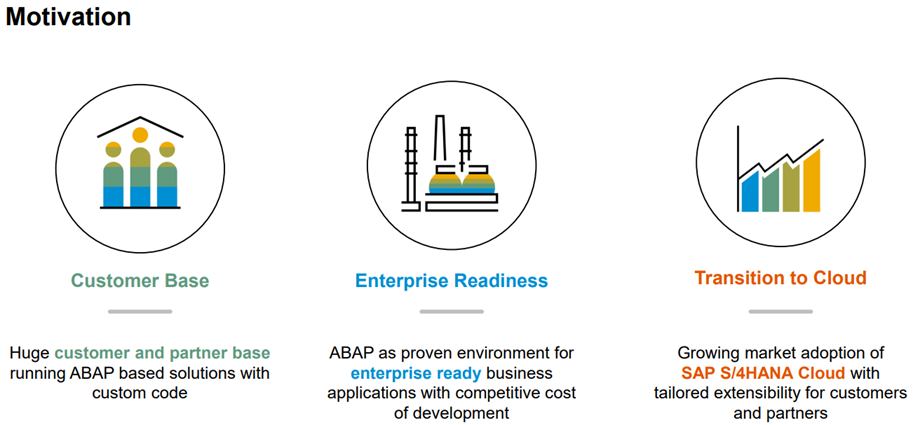 Motivation
Customer Base
Huge customer and partner base
running ABAP based solutions with
custom code
Enterprise Readiness
ABAP as proven environment for
enterprise ready business
applications with competitive cost
of development
Transition to Cloud
Growing market adoption of
SAP S/4HANA Cloud with
tailored extensibility for customers
and partners